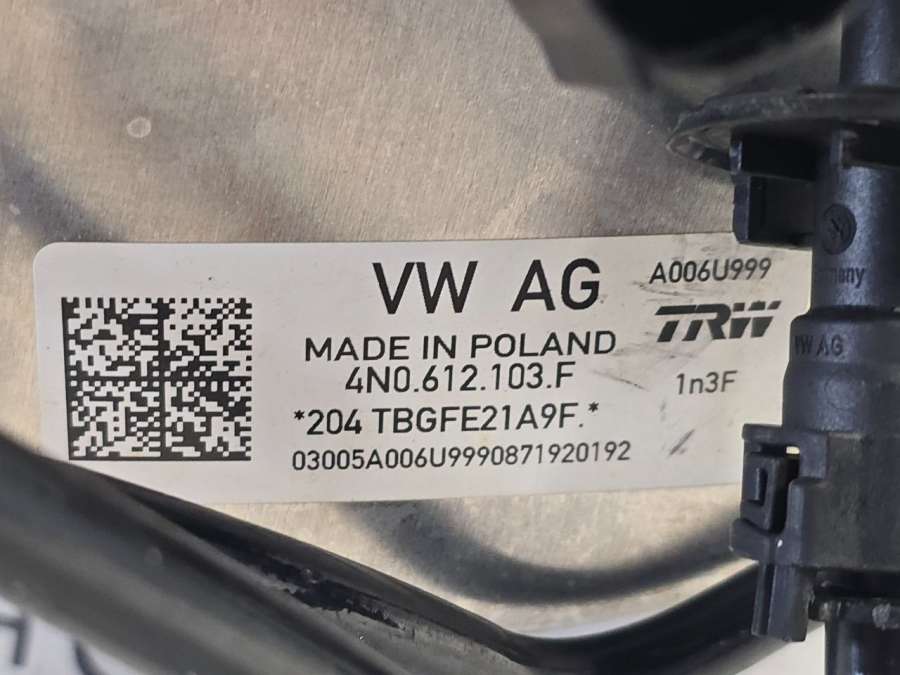 VW AG
A006U999
TRW
MADE IN POLAND
4N0.612.103.F
1n3F
*204 TBGFE21A9F.*
03005A006U9990871920192
VW AG